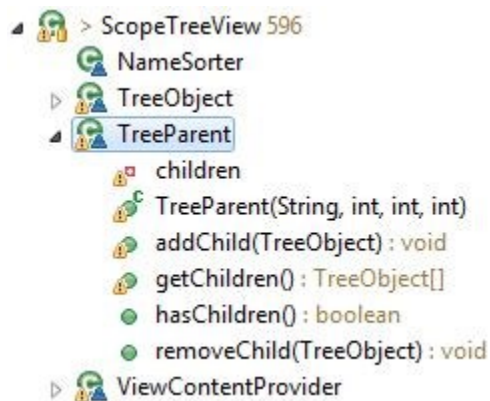 > ScopeTreeView 596
NameSorter
TreeObject
TreeParent
children
TreeParent(String, int, int, int)
addChild(TreeObject) : void
getChildren() : TreeObject[]
hasChildren() : boolean
removeChild(TreeObject) : void
ViewContentProvider